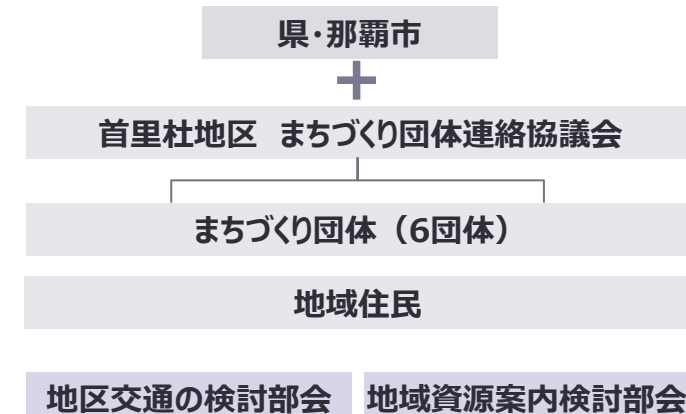 県・那覇市
+
首里杜地区 まちづくり団体連絡協議会
まちづくり団体（6団体）
地域住民
地区交通の検討部会 地域資源案内検討部会